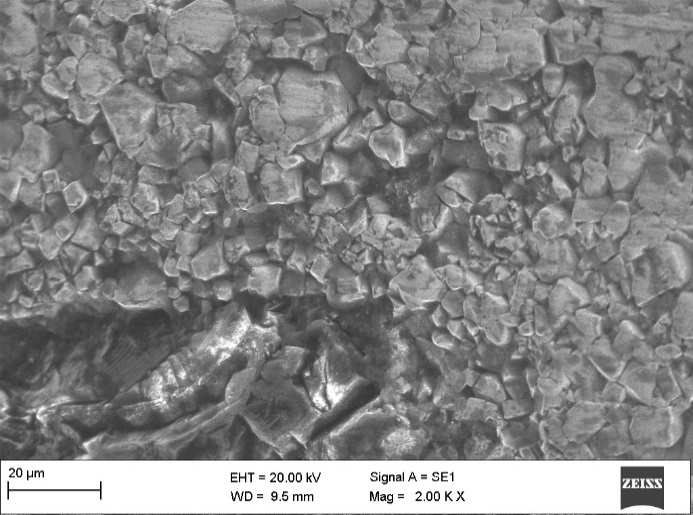 20 µm
EHT = 20.00 kV
WD = 9.5 mm
Signal A = SE1
Mag = 2.00 K X
ZEISS